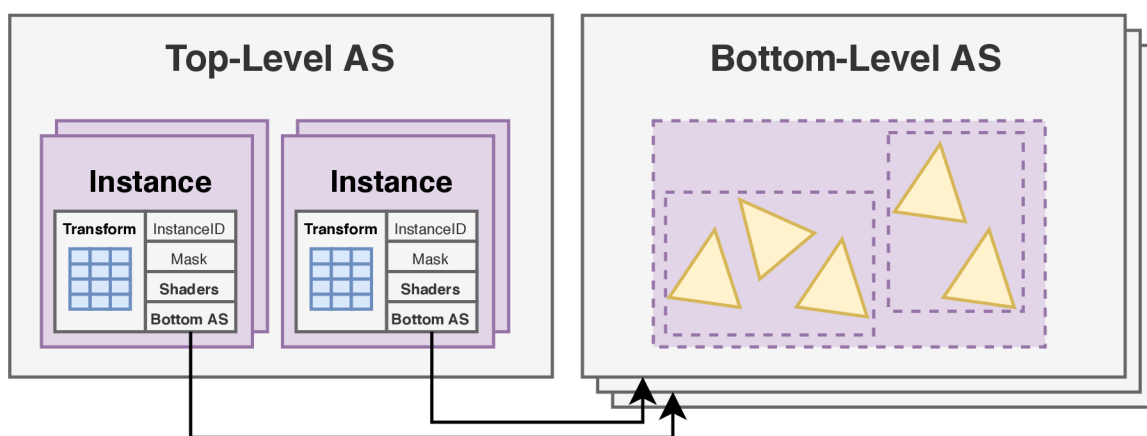 Top-Level AS
Bottom-Level AS
Instance
Transform
InstanceID
Mask
Shaders
Bottom AS
Instance
Transform
InstanceID
Mask
Shaders
Bottom AS